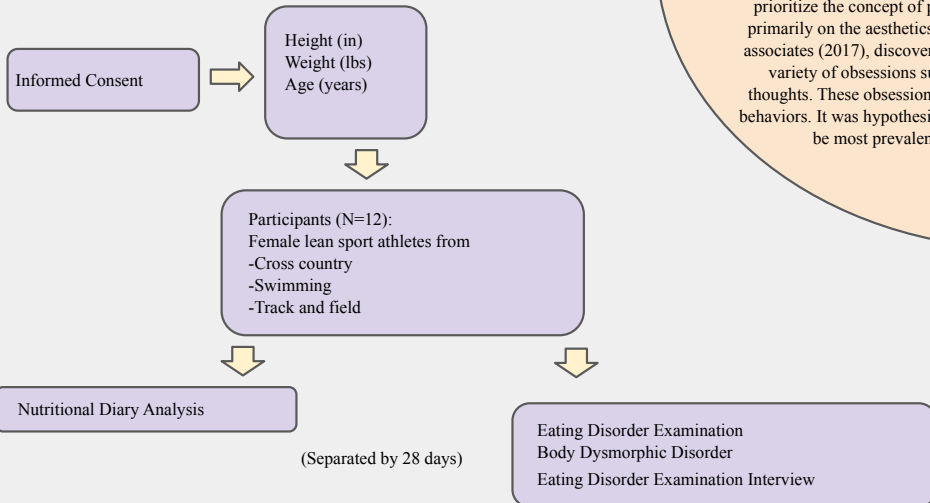 prioritize the concept of
primarily on the aesthetics
associates (2017), discover
variety of obsessions
thoughts. These obsession
behaviors. It was
be most
Informed Consent
Height (in)
Weight (lbs)
Age (years)
Participants (N=12):
Female lean sport athletes from
-Cross country
-Swimming
-Track and field
Nutritional Diary Analysis
(Separated by 28 days)
Eating Disorder Examination
Body Dysmorphic Disorder
Eating Disorder Examination Interview